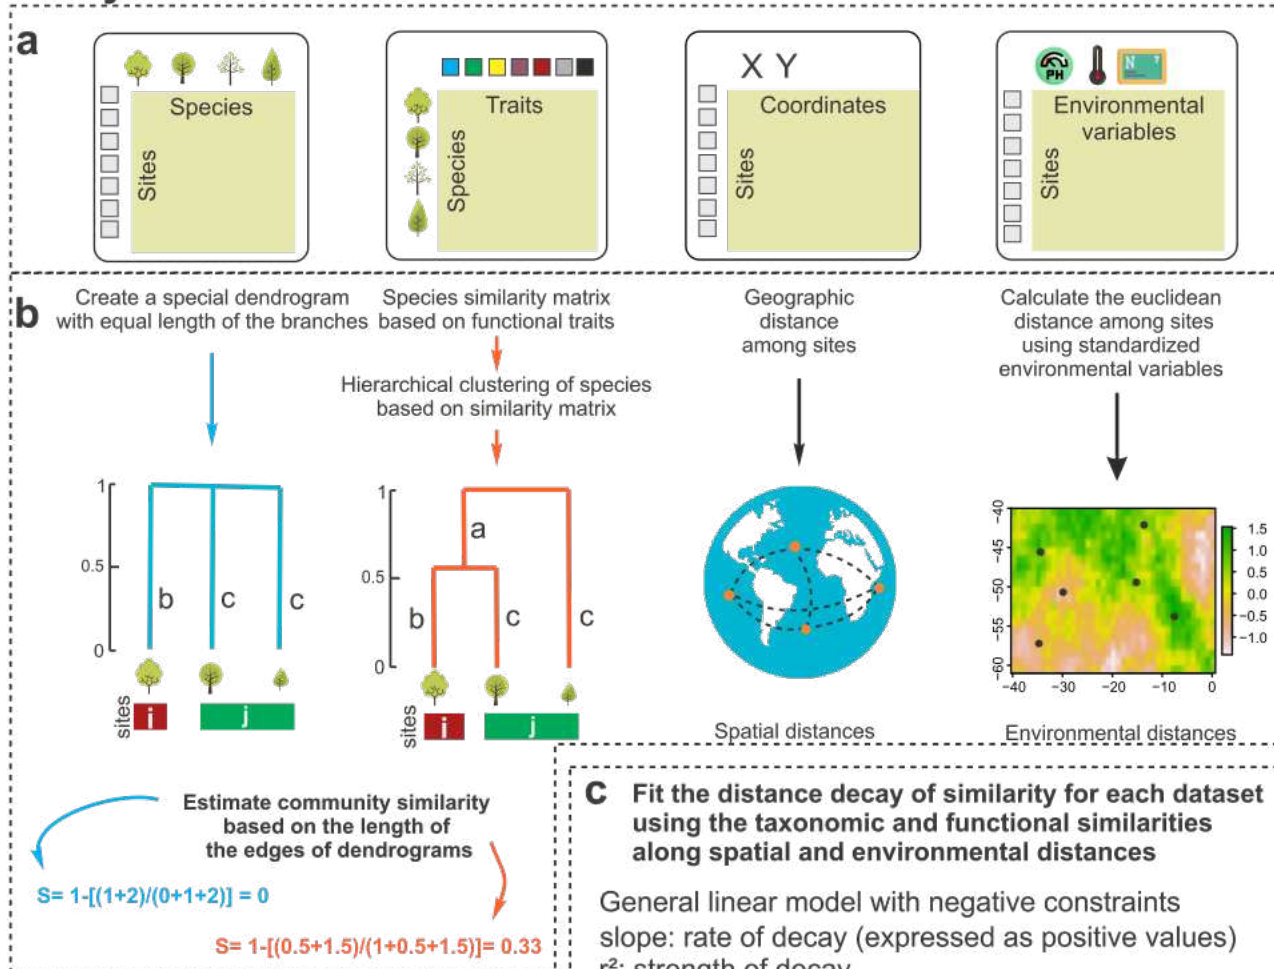 a
X Y
PH
N 7
Species
Sites
Traits
Species
Coordinates
Sites
Environmental
variables
Sites
b
Create a special dendrogram
with equal length of the branches
Species similarity matrix
based on functional traits
Hierarchical clustering of species
based on similarity matrix
Geographic
distance
among sites
Calculate the euclidean
distance among sites
using standardized
environmental variables
1
0.5
0
b
c
c
sites
i
j
1
0.5
0
a
b
c
c
sites
i
j
Spatial distances
-40
-45
-50
-55
-60
-40
-30
-20
-10
0
1.5
1.0
0.5
0.0
-0.5
-1.0
Environmental distances
Estimate community similarity
based on the length of
the edges of dendrograms
S= 1-[(1+2)/(0+1+2)] = 0
S= 1-[(0.5+1.5)/(1+0.5+1.5)]= 0.33
c Fit the distance decay of similarity for each dataset
using the taxonomic and functional similarities
along spatial and environmental distances
General linear model with negative constraints
slope: rate of decay (expressed as positive values)
r²: strength of decay